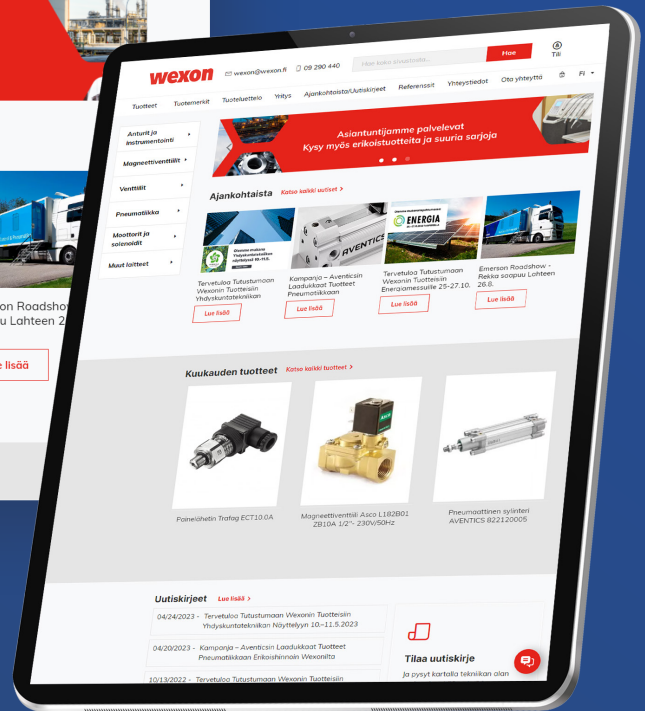 wexon
wexon@wexon.fi
09 290 440
Hae koko sivustosta...
Hae
Tili
Tuotteet
Tuotemerkit
Tuoteluettelo
Yritys
Ajankohtaista/Uutiskirjeet
Referenssit
Yhteystiedot
Ota yhteyttä
Fi
Anturit ja
instrumentointi
Magneettiventtiilit
Venttiilit
Pneumatiikka
Moottorit ja
solenoidit
Muut laitteet
Asiantuntijamme palvelevat
Kysy myös erikoistuotteita ja suuria sarjoja
Ajankohtaista
Katso kaikki uutiset >
AVENTICS
ENERGIA
Tervetuloa Tutustumaan
Wexonin Tuotteisiin
Yhdyskuntatekniikan
Lue lisää
Kampanja – Aventicsin
Laadukkaat Tuotteet
Pneumatiikkaan
Lue lisää
Tervetuloa Tutustumaan
Wexonin Tuotteisiin
Energiamessuille 25-27.10.
Lue lisää
Emerson Roadshow -
Rekka saapuu Lahteen
26.8.
Lue lisää
on Roadshow
u Lahteen 2
e lisää
Kuukauden tuotteet
Katso kaikki tuotteet >
ASCO
Painelähetin Trafag ECT10.0A
Magneettiventtiili Asco L182B01
ZB10A 1/2"- 230V/50Hz
Pneumaattinen sylinteri
AVENTICS 822120005
Uutiskirjeet
Lue lisää >
04/24/2023 - Tervetuloa Tutustumaan Wexonin Tuotteisiin
Yhdyskuntatekniikan Näyttelyyn 10.–11.5.2023
04/20/2023 - Kampanja – Aventicsin Laadukkaat Tuotteet
Pneumatiikkaan Erikoishinnoin Wexonilta
10/13/2022 - Tervetuloa Tutustumaan Wexonin Tuotteisiin
Tilaa uutiskirje
Ja pysyt kartalla tekniikan alan